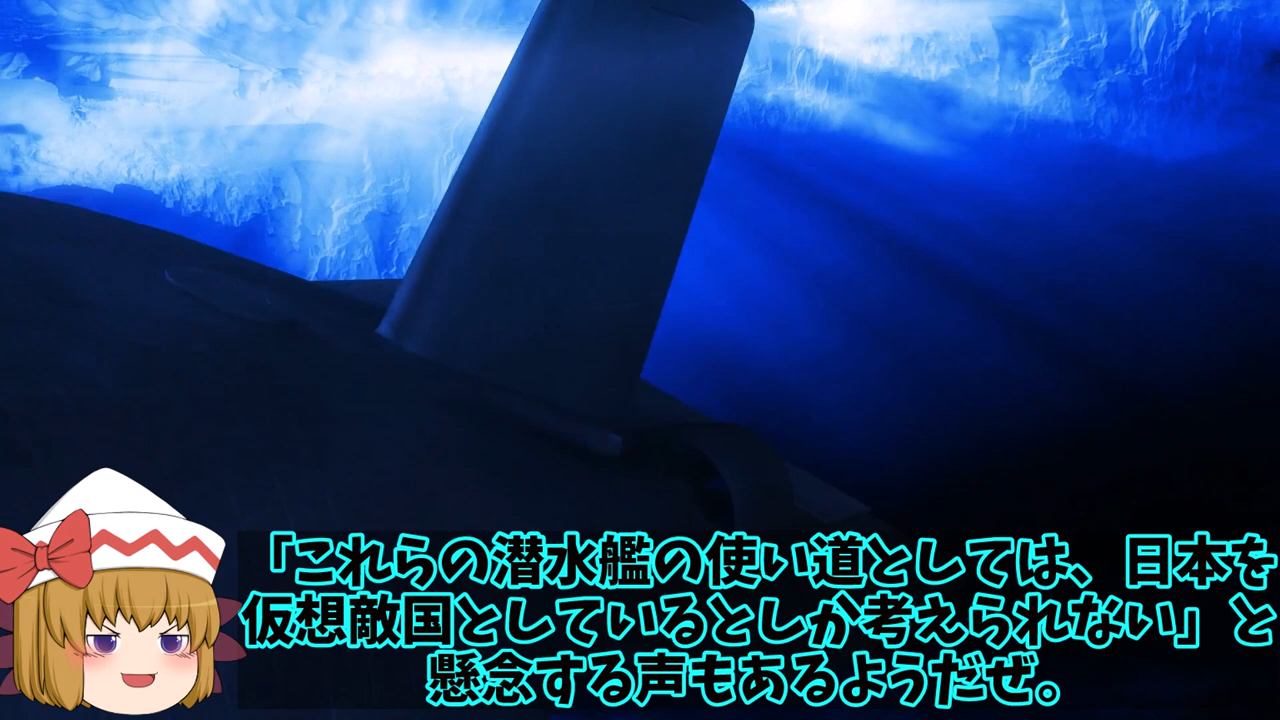 「これらの潜水艦の使い道としては、日本を
仮想敵国としているとしか考えられない」と
懸念する声もあるようだぜ。